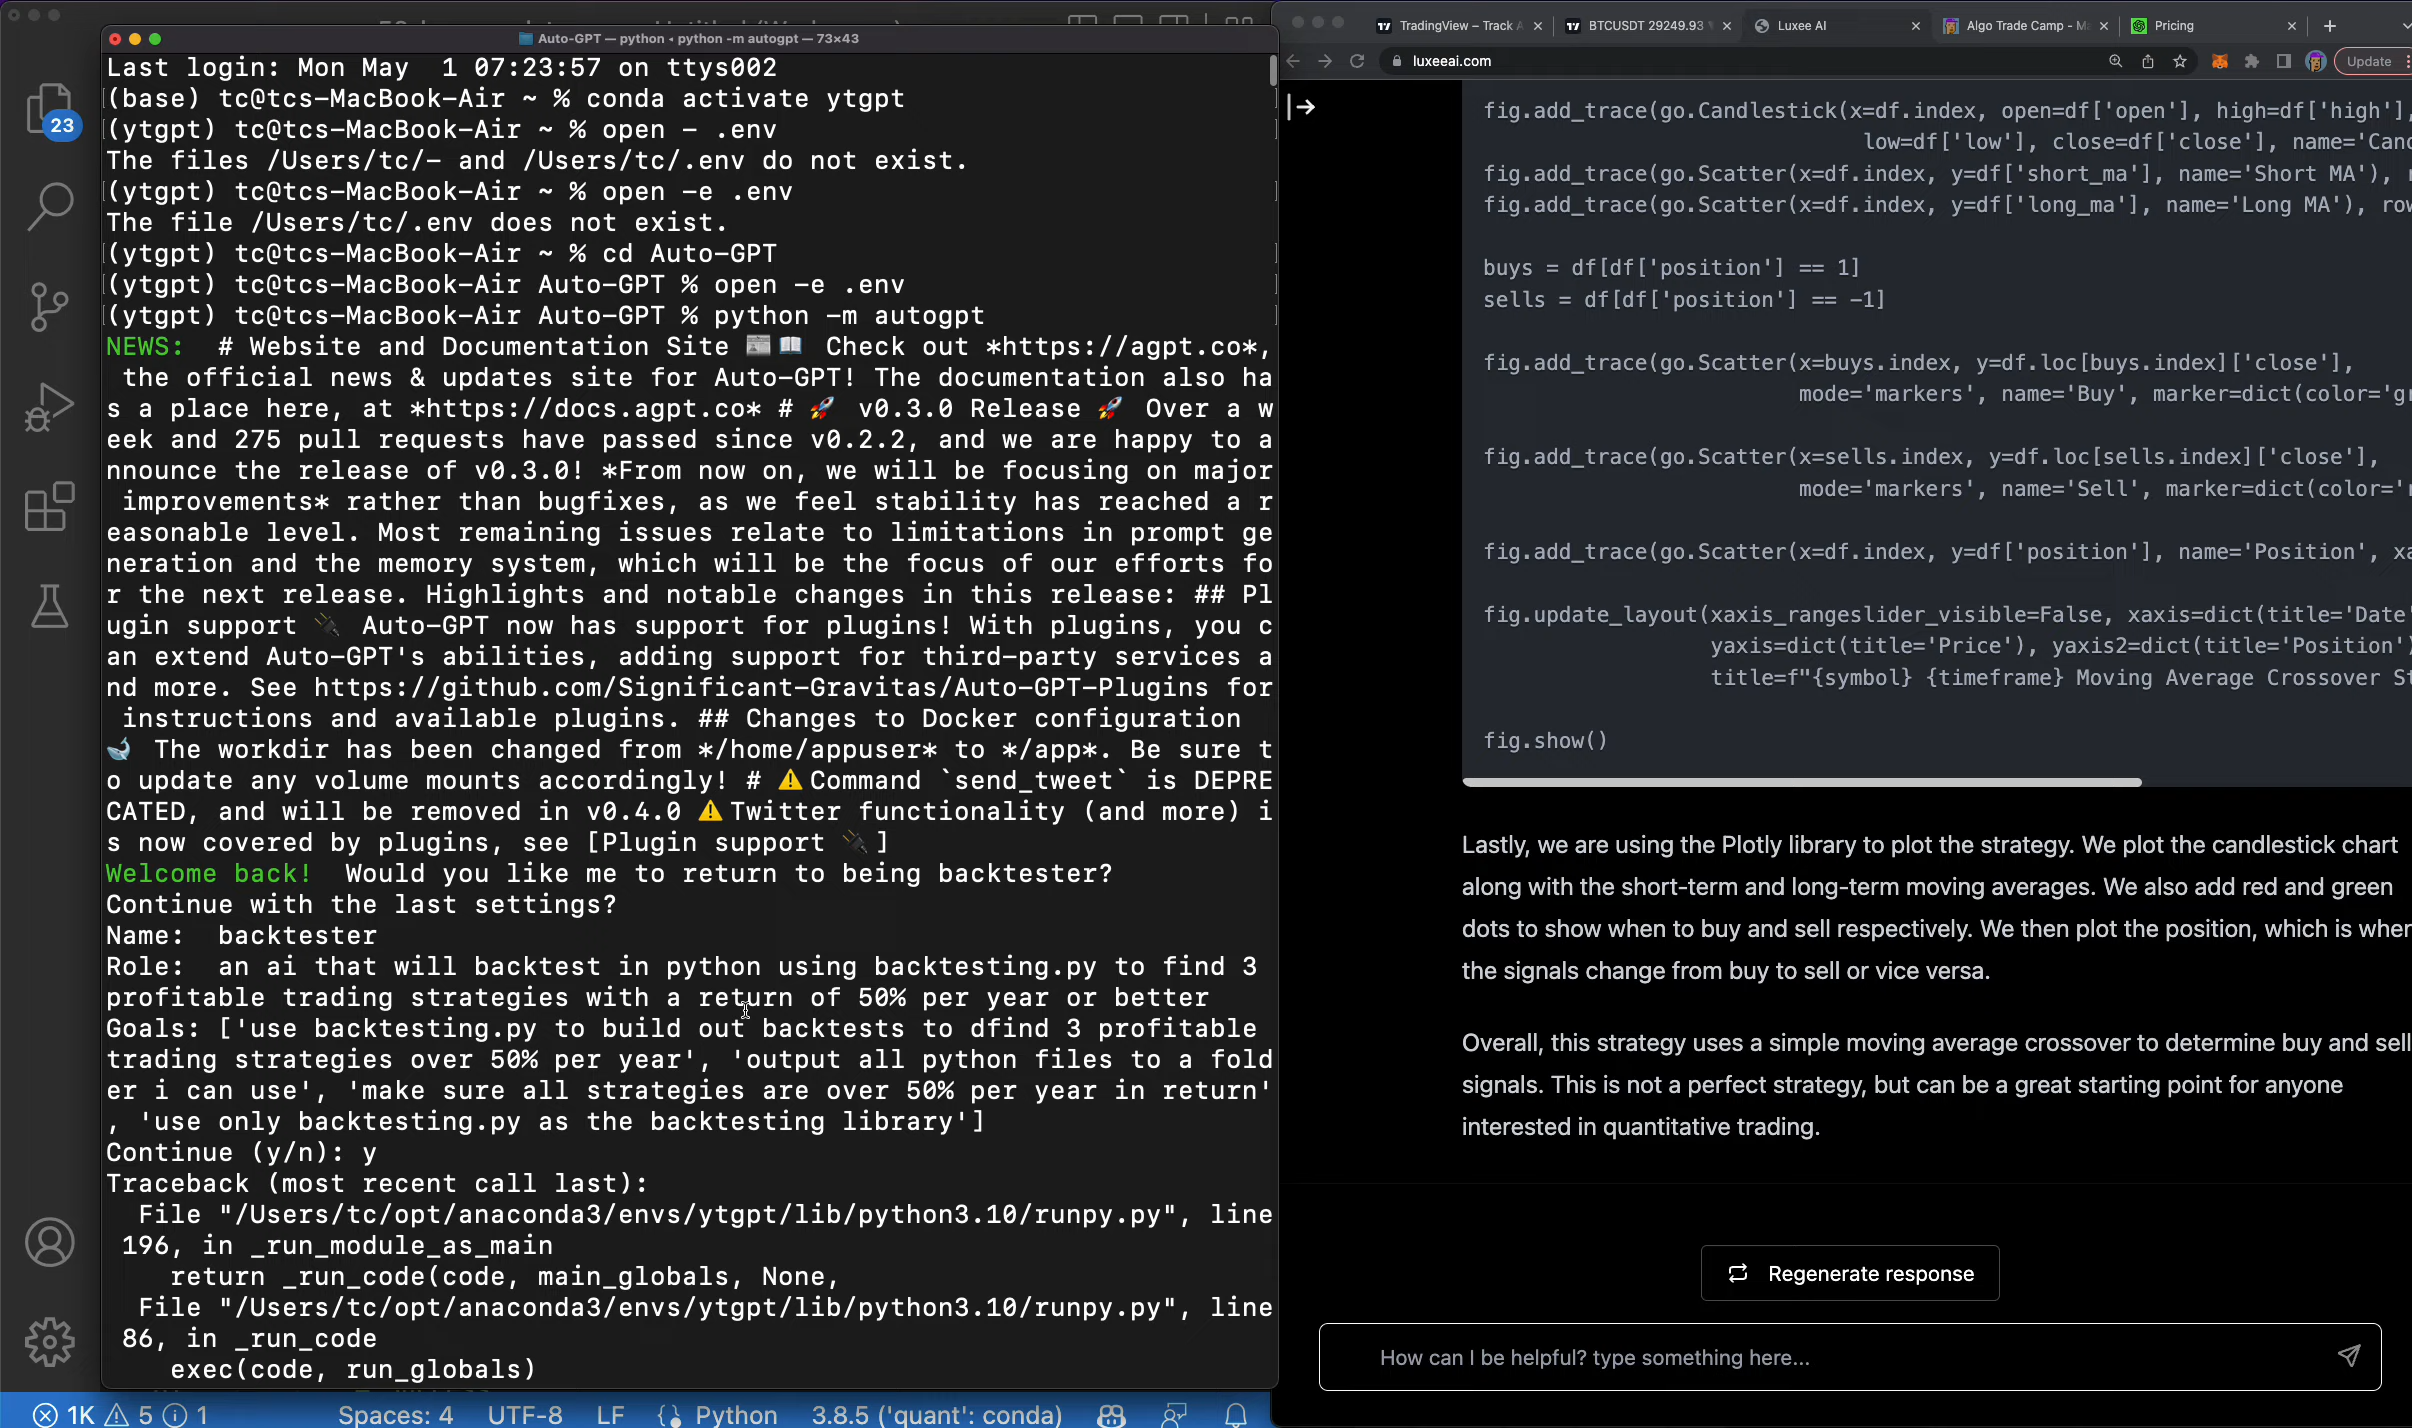 Auto-GPT — python ◂ python -m autogpt — 73×43
Last login: Mon May  1 07:23:57 on ttys002
(base) tc@tcs-MacBook-Air ~ % conda activate ytgpt
(ytgpt) tc@tcs-MacBook-Air ~ % open - .env
The files /Users/tc/- and /Users/tc/.env do not exist.
(ytgpt) tc@tcs-MacBook-Air ~ % open -e .env
The file /Users/tc/.env does not exist.
(ytgpt) tc@tcs-MacBook-Air ~ % cd Auto-GPT
(ytgpt) tc@tcs-MacBook-Air Auto-GPT % open -e .env
(ytgpt) tc@tcs-MacBook-Air Auto-GPT % python -m autogpt
NEWS:  # Website and Documentation Site 📰📖 Check out *https://agpt.co*,
 the official news & updates site for Auto-GPT! The documentation also ha
s a place here, at *https://docs.agpt.co* # 🚀 v0.3.0 Release 🚀 Over a w
eek and 275 pull requests have passed since v0.2.2, and we are happy to a
nnounce the release of v0.3.0! *From now on, we will be focusing on major
 improvements* rather than bugfixes, as we feel stability has reached a r
easonable level. Most remaining issues relate to limitations in prompt ge
neration and the memory system, which will be the focus of our efforts fo
r the next release. Highlights and notable changes in this release: ## Pl
ugin support 🔌 Auto-GPT now has support for plugins! With plugins, you c
an extend Auto-GPT's abilities, adding support for third-party services a
nd more. See https://github.com/Significant-Gravitas/Auto-GPT-Plugins for
 instructions and available plugins. ## Changes to Docker configuration
🐋 The workdir has been changed from */home/appuser* to */app*. Be sure t
o update any volume mounts accordingly! # ⚠️Command `send_tweet` is DEPRE
CATED, and will be removed in v0.4.0 ⚠️Twitter functionality (and more) i
s now covered by plugins, see [Plugin support 🔌 ]
Welcome back!  Would you like me to return to being backtester?
Continue with the last settings?
Name:  backtester
Role:  an ai that will backtest in python using backtesting.py to find 3
profitable trading strategies with a return of 50% per year or better
Goals: ['use backtesting.py to build out backtests to dfind 3 profitable
trading strategies over 50% per year', 'output all python files to a fold
er i can use', 'make sure all strategies are over 50% per year in return'
, 'use only backtesting.py as the backtesting library']
Continue (y/n): y
Traceback (most recent call last):
  File "/Users/tc/opt/anaconda3/envs/ytgpt/lib/python3.10/runpy.py", line
 196, in _run_module_as_main
    return _run_code(code, main_globals, None,
  File "/Users/tc/opt/anaconda3/envs/ytgpt/lib/python3.10/runpy.py", line
 86, in _run_code
    exec(code, run_globals)
23
1K 5 1 Spaces: 4 UTF-8 LF Python 3.8.5 ('quant': conda)
TradingView – Track A
BTCUSDT 29249.93
Luxee AI
Algo Trade Camp - Ma
Pricing
luxeeai.com
Update
fig.add_trace(go.Candlestick(x=df.index, open=df['open'], high=df['high'],
low=df['low'], close=df['close'], name='Cand
fig.add_trace(go.Scatter(x=df.index, y=df['short_ma'], name='Short MA'), r
fig.add_trace(go.Scatter(x=df.index, y=df['long_ma'], name='Long MA'), row
buys = df[df['position'] == 1]
sells = df[df['position'] == -1]
fig.add_trace(go.Scatter(x=buys.index, y=df.loc[buys.index]['close'],
mode='markers', name='Buy', marker=dict(color='gr
fig.add_trace(go.Scatter(x=sells.index, y=df.loc[sells.index]['close'],
mode='markers', name='Sell', marker=dict(color='r
fig.add_trace(go.Scatter(x=df.index, y=df['position'], name='Position', xa
fig.update_layout(xaxis_rangeslider_visible=False, xaxis=dict(title='Date'
yaxis=dict(title='Price'), yaxis2=dict(title='Position')
title=f"{symbol} {timeframe} Moving Average Crossover St
fig.show()
Lastly, we are using the Plotly library to plot the strategy. We plot the candlestick chart
along with the short-term and long-term moving averages. We also add red and green
dots to show when to buy and sell respectively. We then plot the position, which is when
the signals change from buy to sell or vice versa.
Overall, this strategy uses a simple moving average crossover to determine buy and sell
signals. This is not a perfect strategy, but can be a great starting point for anyone
interested in quantitative trading.
Regenerate response
How can I be helpful? type something here...